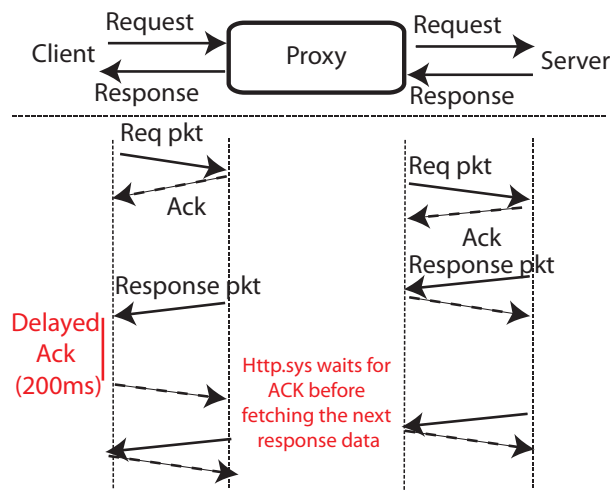 Request
Request
Client
Proxy
Server
Response
Response
Req pkt
Req pkt
Ack
Ack
Response pkt
Response pkt
Delayed
Ack
(200ms)
Http.sys waits for
ACK before
fetching the next
response data